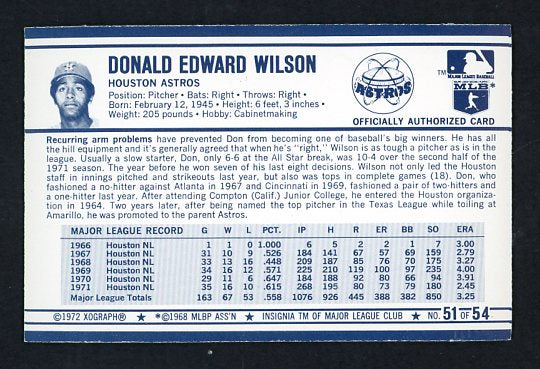 DONALD EDWARD WILSON
HOUSTON ASTROS
Position: Pitcher • Bats: Right • Throws: Right •
Born: February 12, 1945 • Height: 6 feet, 3 inches •
Weight: 205 pounds • Hobby: Cabinetmaking
ASTROS
TM
MAJOR LEAGUE BASEBALL
MLB*
OFFICIALLY AUTHORIZED CARD
Recurring arm problems have prevented Don from becoming one of baseball's big winners. He has all
the hill equipment and it's generally agreed that when he's "right," Wilson is as tough a pitcher as is in the
league. Usually a slow starter, Don, only 6-6 at the All Star break, was 10-4 over the second half of the
1971 season. The year before he won seven of his last eight decisions. Wilson not only led the Houston
staff in innings pitched and strikeouts last year, but also was tops in complete games (18). Don, who
fashioned a no-hitter against Atlanta in 1967 and Cincinnati in 1969, fashioned a pair of two-hitters and
a one-hitter last year. After attending Compton (Calif.) Junior College, he entered the Houston organiza-
tion in 1964. Two years later, after being named the top pitcher in the Texas League while toiling at
Amarillo, he was promoted to the parent Astros.
MAJOR LEAGUE RECORD G W L PCT. IP H R ER BB SO ERA
1966 Houston NL 1 1 0 1.000 6 5 2 2 1 7 3.00
1967 Houston NL 31 10 9 .526 184 141 67 57 69 159 2.79
1968 Houston NL 33 13 16 .448 209 187 85 76 70 175 3.27
1969 Houston NL 34 16 12 .571 225 210 119 100 97 235 4.00
1970 Houston NL 29 11 6 .647 184 188 92 80 66 94 3.91
1971 Houston NL 35 16 10 .615 268 195 80 73 79 180 2.45
Major League Totals 163 67 53 .558 1076 926 445 388 382 850 3.25
©1972 XOGRAPH® ★ *©1968 MLBP ASS'N ★ INSIGNIA TM OF MAJOR LEAGUE CLUB ★ NO. 51 OF 54